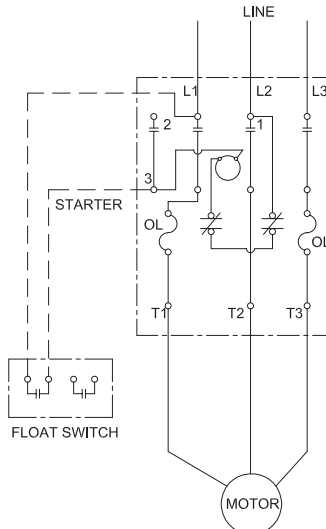 LINE
L1
L2
L3
2
1
3
STARTER
OL
OL
T1
T2
T3
FLOAT SWITCH
MOTOR